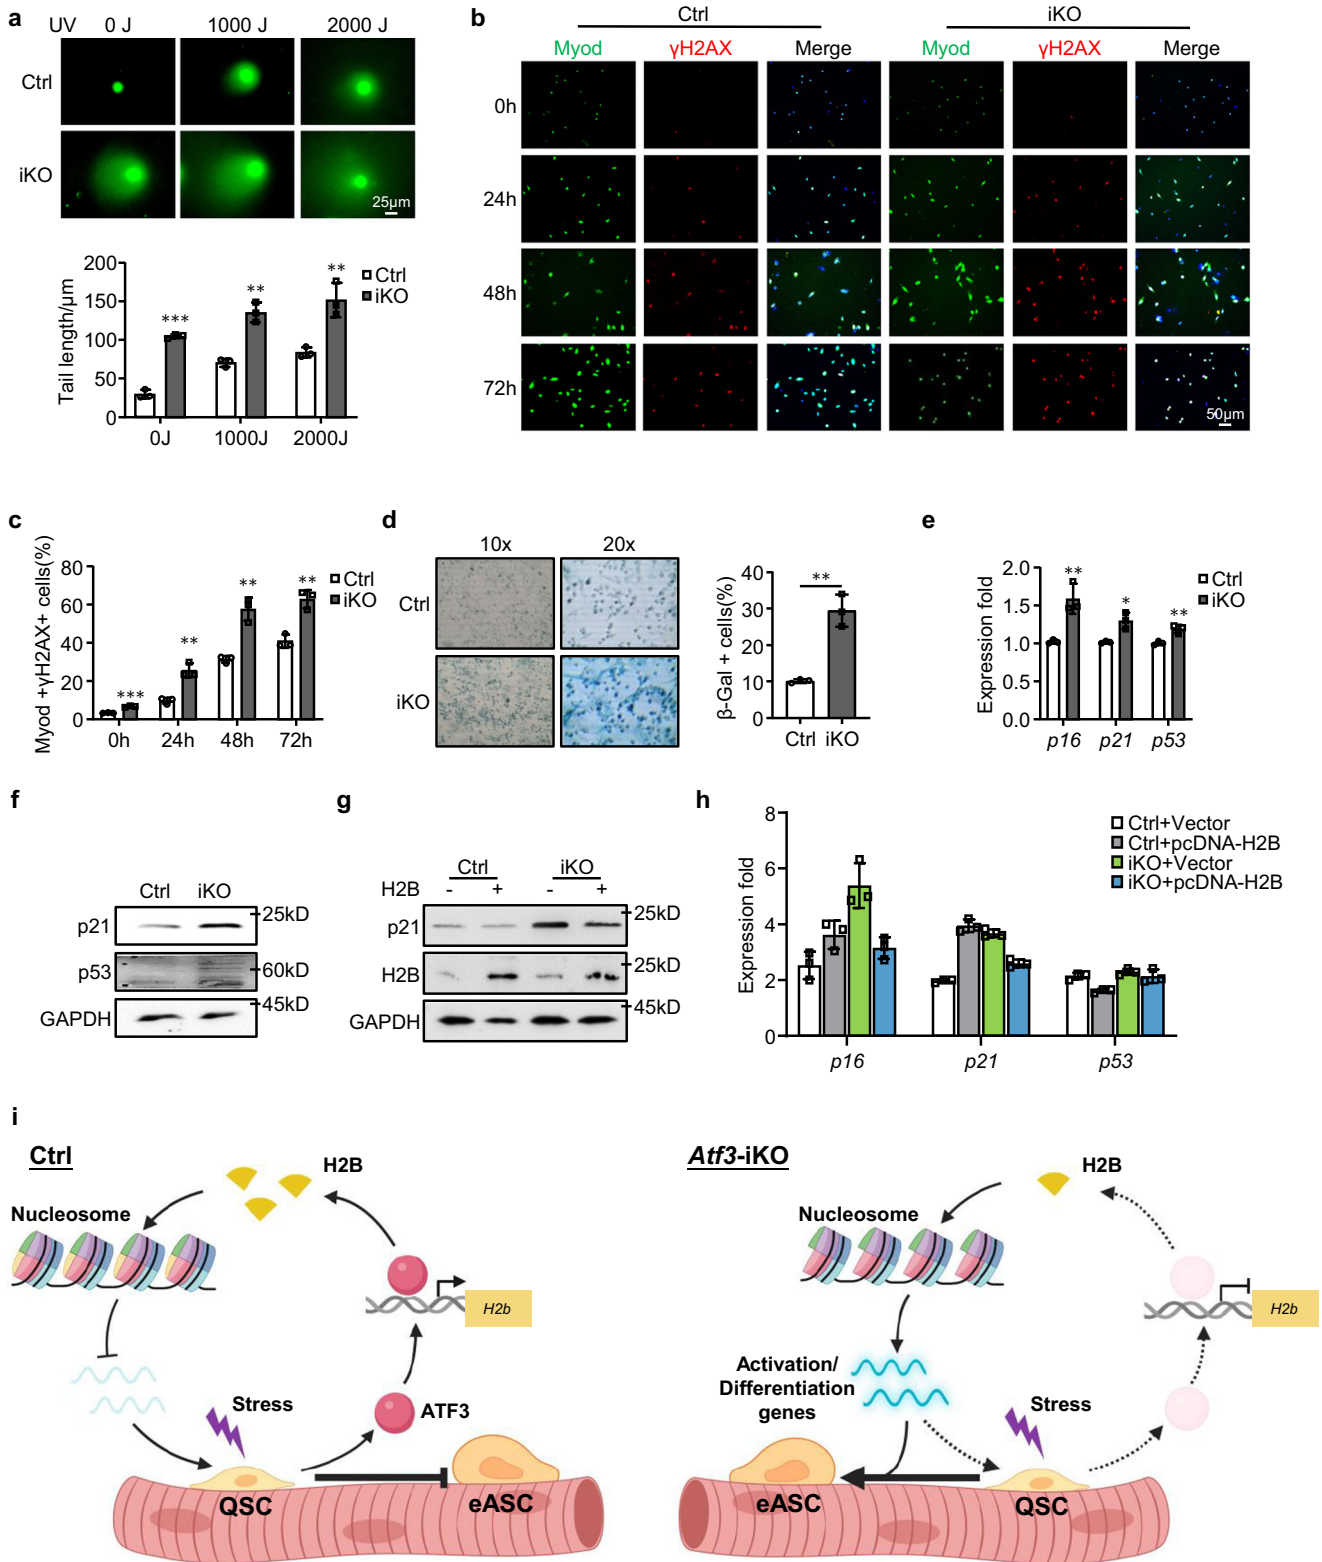 a
UV 0 J 1000 J 2000 J
Ctrl
iKO
25μm
200
150
100
50
0
Tail length/μm
*** ** **
Ctrl
iKO
0J 1000J 2000J
b
Ctrl iKO
Myod γH2AX Merge Myod γH2AX Merge
0h
24h
48h
72h
50μm
c
Myod +γH2AX+ cells(%)
80
60
40
20
0
*** ** ** **
Ctrl
iKO
0h 24h 48h 72h
d
10x 20x
Ctrl
iKO
β-Gal + cells(%)
40
30
20
10
0
**
Ctrl iKO
e
Expression fold
2.0
1.5
1.0
0.5
0.0
** * **
Ctrl
iKO
p16 p21 p53
f
Ctrl iKO
p21 25kD
p53 60kD
GAPDH 45kD
g
Ctrl iKO
H2B - + - +
p21 25kD
H2B 25kD
GAPDH 45kD
h
Expression fold
8
6
4
2
0
Ctrl+Vector
Ctrl+pcDNA-H2B
iKO+Vector
iKO+pcDNA-H2B
p16 p21 p53
i
Ctrl
H2B
Nucleosome
H2b
Stress
ATF3
QSC
eASC
Atf3-iKO
H2B
Nucleosome
H2b
Activation/
Differentiation
genes
Stress
eASC
QSC